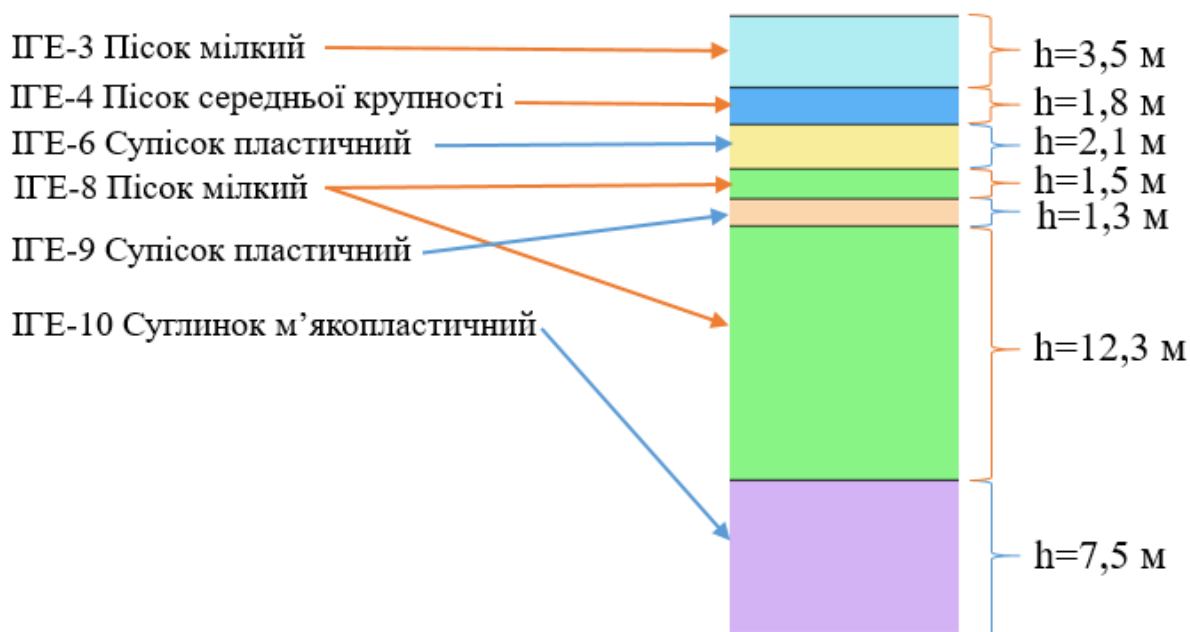 ІГЕ-3 Пісок мілкий
h=3,5 м
ІГЕ-4 Пісок середньої крупності
h=1,8 м
ІГЕ-6 Супісок пластичний
h=2,1 м
ІГЕ-8 Пісок мілкий
h=1,5 м
h=1,3 м
ІГЕ-9 Супісок пластичний
ІГЕ-10 Суглинок м’якопластичний
h=12,3 м
h=7,5 м